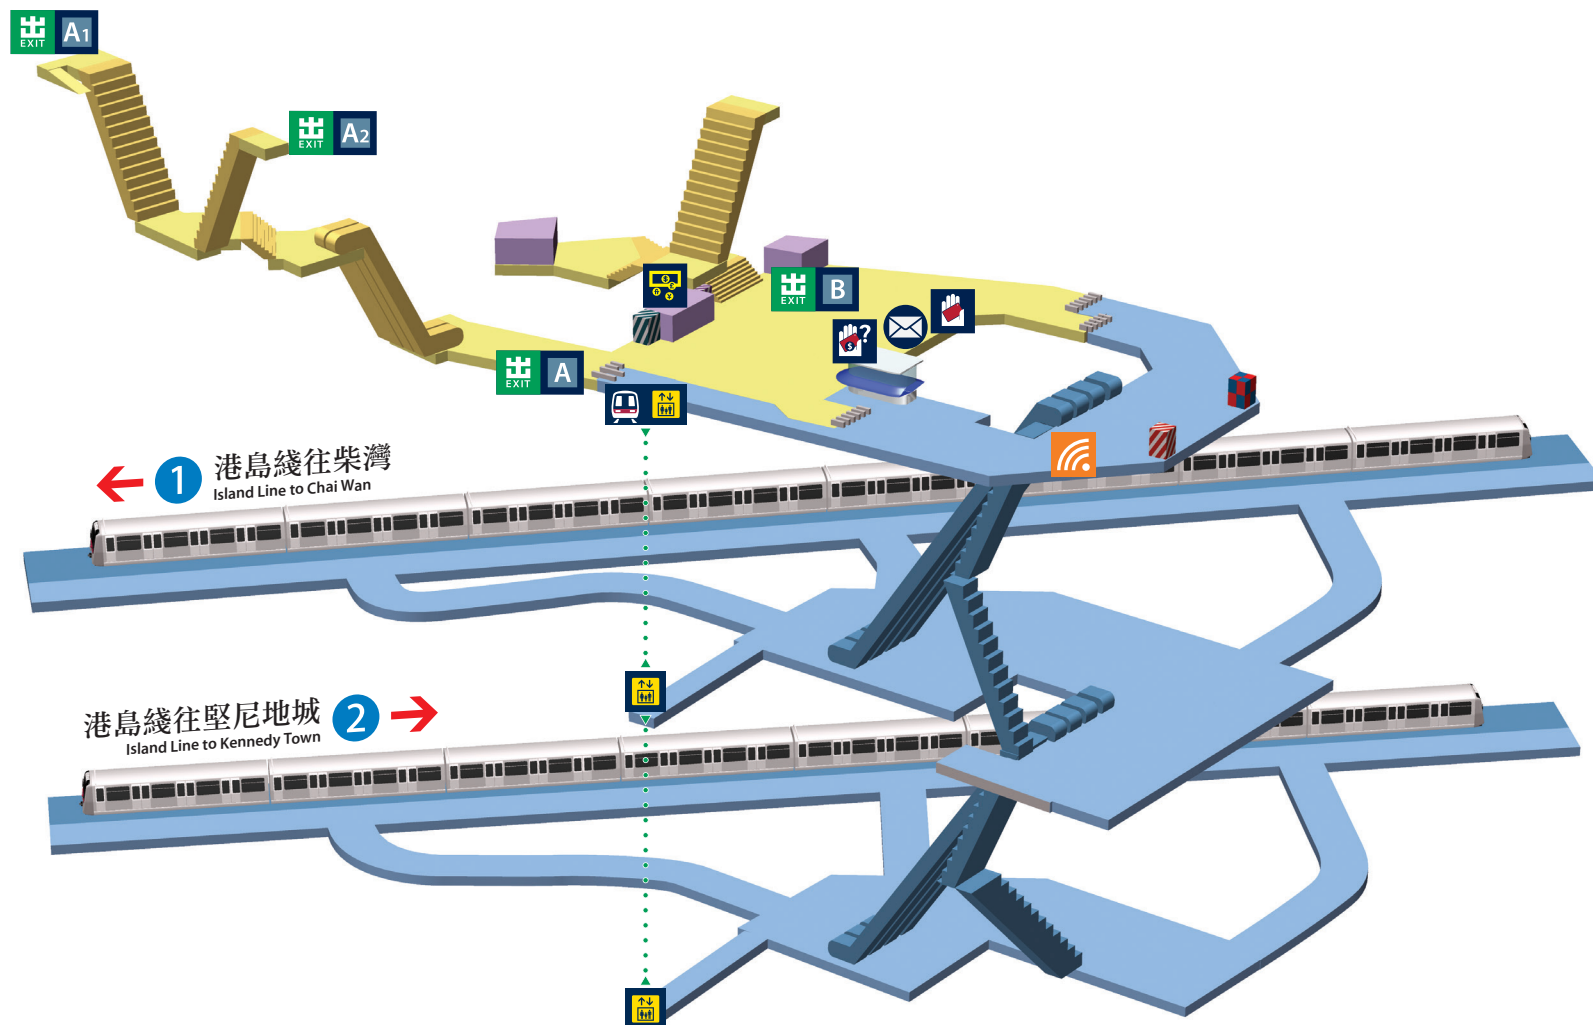 出
EXIT
A1
出
EXIT
A2
出
EXIT
B
$
?
$
出
EXIT
A
1
港島綫往柴灣
Island Line to Chai Wan
港島綫往堅尼地城
Island Line to Kennedy Town
2